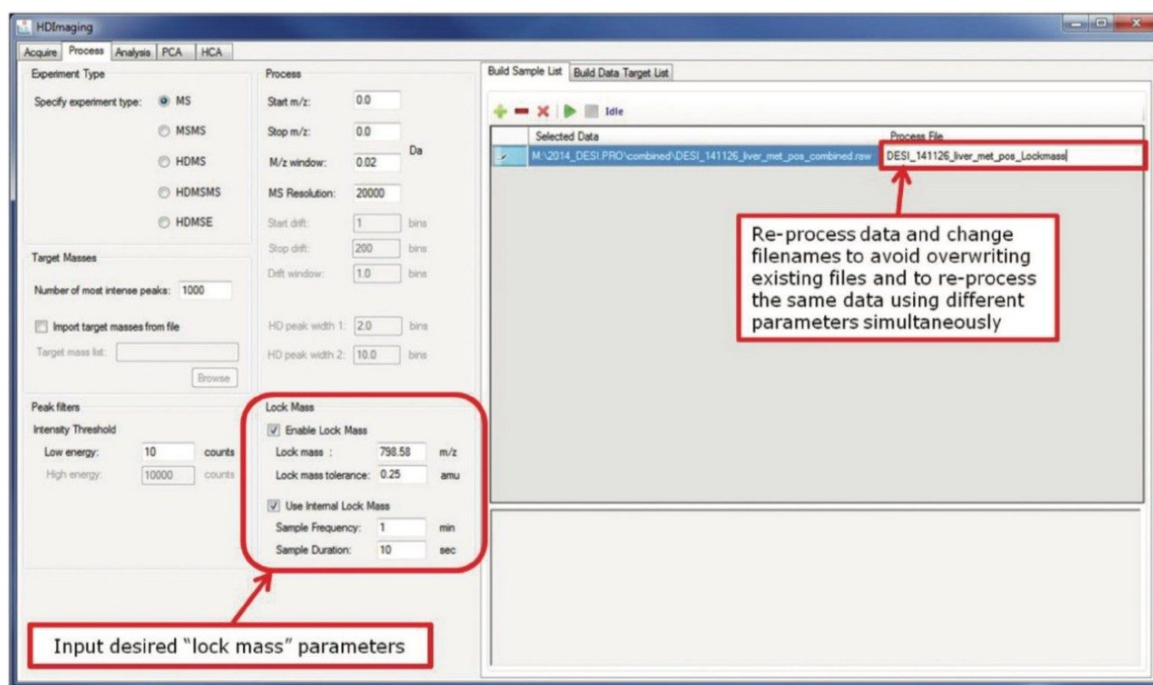 HDImaging
Acquire Process Analysis PCA HCA
Experiment Type
Specify experiment type: MS
MSMS
HDMS
HDMSMS
HDMSE
Target Masses
Number of most intense peaks: 1000
Import target masses from file
Target mass list:
Browse
Peak filters
Intensity Threshold
Low energy: 10 counts
High energy: 10000 counts
Process
Start m/z: 0.0
Stop m/z: 0.0
Da
M/z window: 0.02
MS Resolution: 20000
Start drift: 1 bins
Stop drift: 200 bins
Drift window: 1.0 bins
HD peak width 1: 2.0 bins
HD peak width 2: 10.0 bins
Lock Mass
Enable Lock Mass
Lock mass : 798.58 m/z
Lock mass tolerance: 0.25 amu
Use Internal Lock Mass
Sample Frequency: 1 min
Sample Duration: 10 sec
Input desired “lock mass” parameters
Build Sample List Build Data Target List
Idle
Selected Data Process File
M:\2014_DESI.PRO\combined\DESI_141126_liver_met_pos_combined.raw DESI_141126_liver_met_pos_Lockmass
Re-process data and change
filenames to avoid overwriting
existing files and to re-process
the same data using different
parameters simultaneously